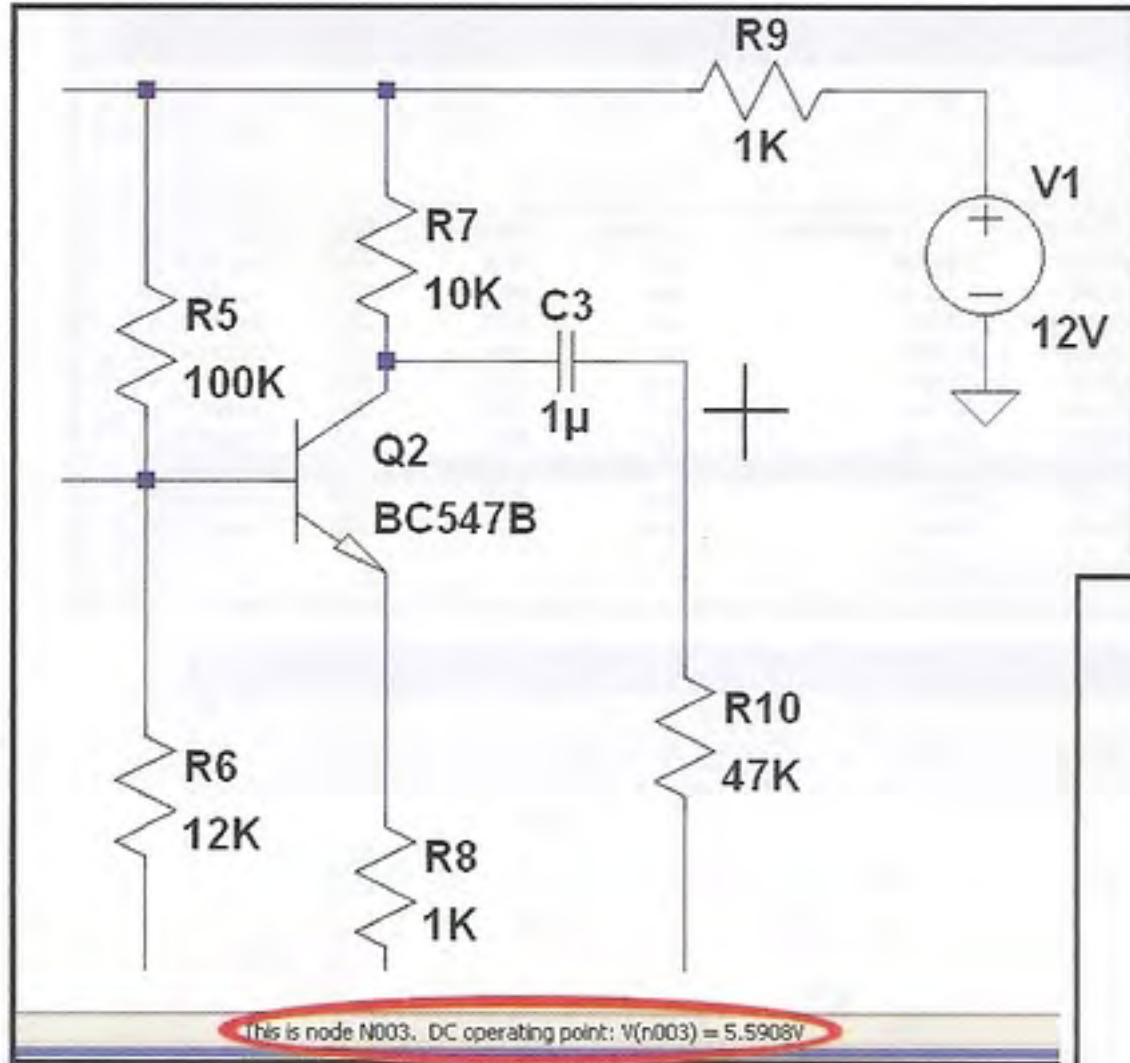 R9
1K
V1
12V
R7
10K
C3
1µ
R5
100K
Q2
BC547B
R10
47K
R6
12K
R8
1K
This is node N003. DC operating point: V(n003) = 5.5908V